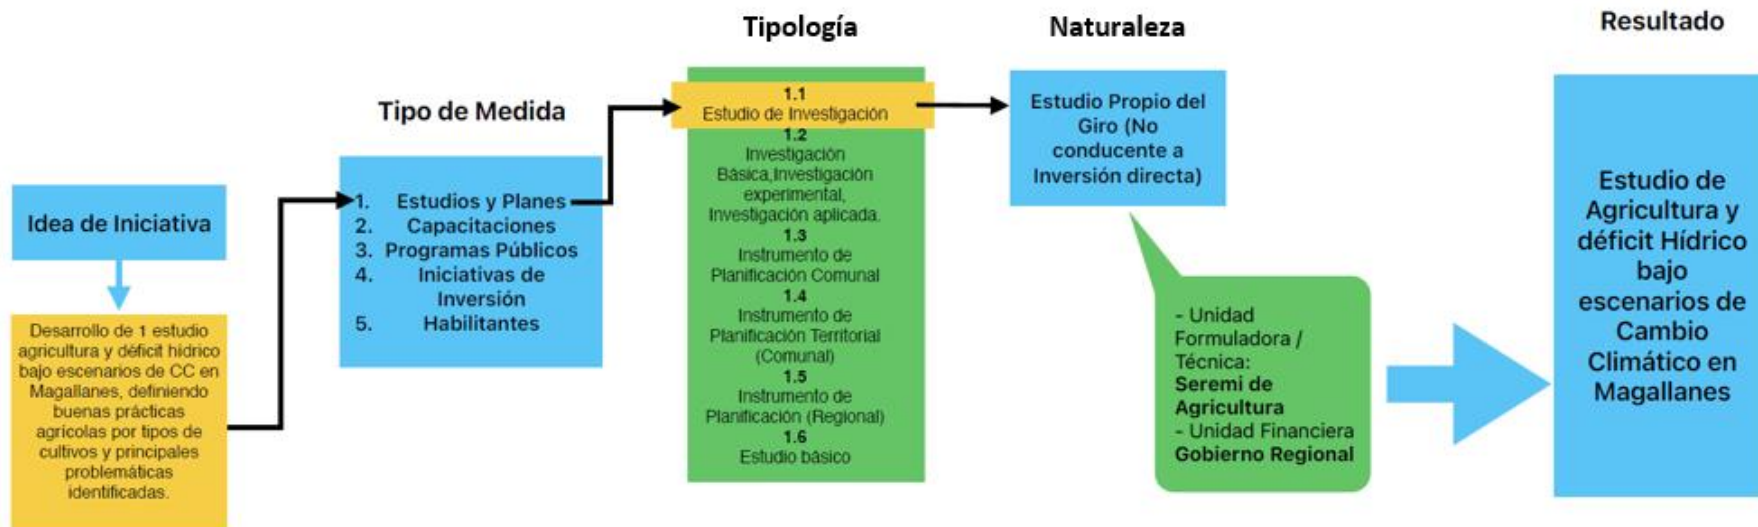 Idea de Iniciativa
Desarrollo de 1 estudio
agricultura y déficit hídrico
bajo escenarios de CC en
Magallanes, definiendo
buenas prácticas
agrícolas por tipos de
cultivos y principales
problemáticas
identificadas.
Tipo de Medida
1. Estudios y Planes
2. Capacitaciones
3. Programas Públicos
4. Iniciativas de
Inversión
5. Habilitantes
Tipología
1.1
Estudio de Investigación
1.2
Investigación
Básica,Investigación
experimental,
Investigación aplicada.
1.3
Instrumento de
Planificación Comunal
1.4
Instrumento de
Planificación Territorial
(Comunal)
1.5
Instrumento de
Planificación (Regional)
1.6
Estudio básico
Naturaleza
Estudio Propio del
Giro (No
conducente a
Inversión directa)
- Unidad
Formuladora /
Técnica:
Seremi de
Agricultura
- Unidad Financiera
Gobierno Regional
Resultado
Estudio de
Agricultura y
déficit Hídrico
bajo
escenarios de
Cambio
Climático en
Magallanes